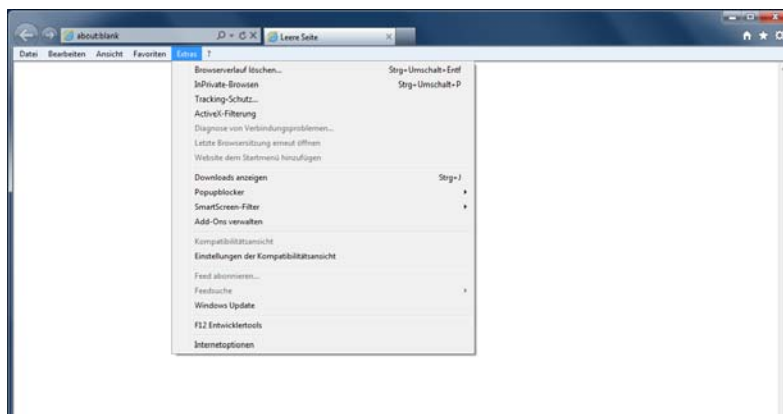 about:blank
Leere Seite
Datei Bearbeiten Ansicht Favoriten Extras ?
Browserverlauf löschen... Strg+Umschalt+Entf
InPrivate-Browsen Strg+Umschalt+P
Tracking-Schutz...
ActiveX-Filterung
Diagnose von Verbindungsproblemen...
Letzte Browsersitzung erneut öffnen
Website dem Startmenü hinzufügen
Downloads anzeigen Strg+J
Popupblocker
SmartScreen-Filter
Add-Ons verwalten
Kompatibilitätsansicht
Einstellungen der Kompatibilitätsansicht
Feed abonnieren...
Feedsuche
Windows Update
F12 Entwicklertools
Internetoptionen